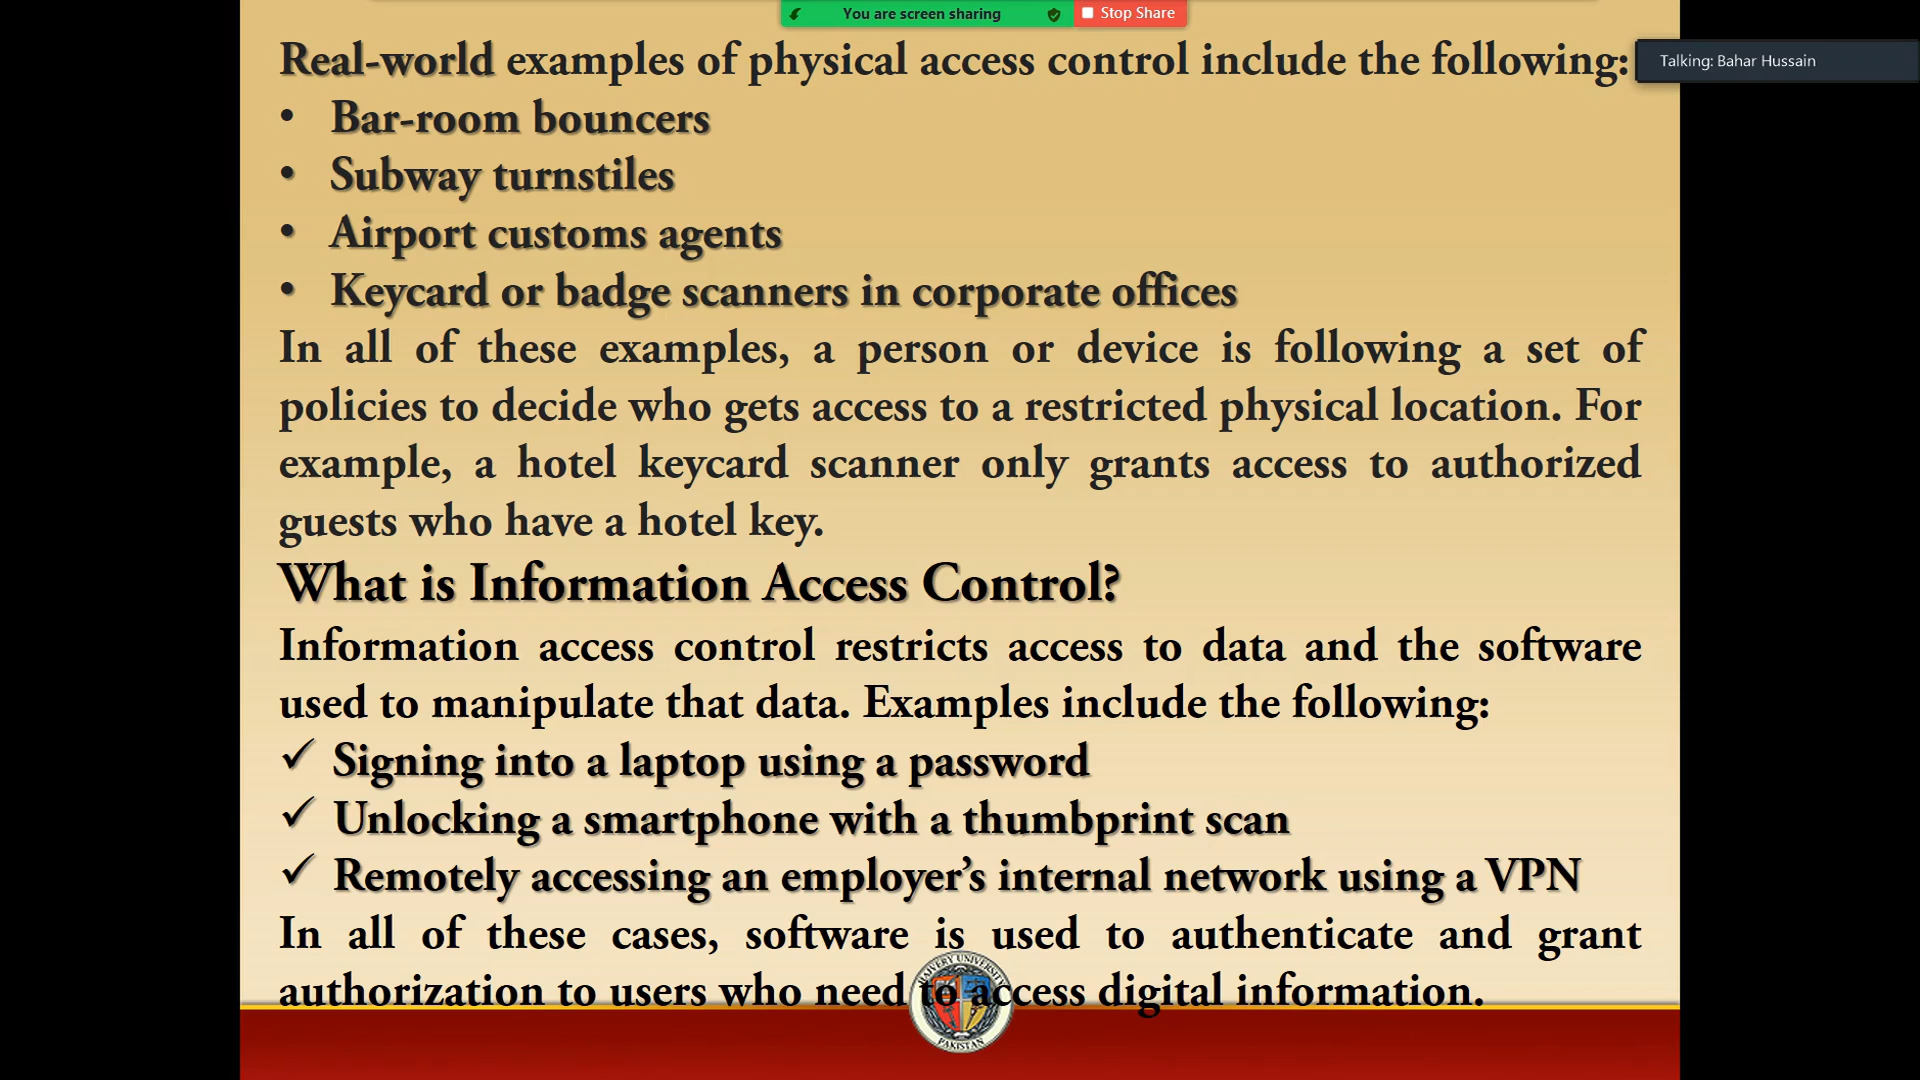 You are screen sharing Stop Share
Talking: Bahar Hussain
Real-world examples of physical access control include the following:
• Bar-room bouncers
• Subway turnstiles
• Airport customs agents
• Keycard or badge scanners in corporate offices
In all of these examples, a person or device is following a set of
policies to decide who gets access to a restricted physical location. For
example, a hotel keycard scanner only grants access to authorized
guests who have a hotel key.
What is Information Access Control?
Information access control restricts access to data and the software
used to manipulate that data. Examples include the following:
✓ Signing into a laptop using a password
✓ Unlocking a smartphone with a thumbprint scan
✓ Remotely accessing an employer’s internal network using a VPN
In all of these cases, software is used to authenticate and grant
authorization to users who need to access digital information.
UNIVERSITY
PAKISTAN